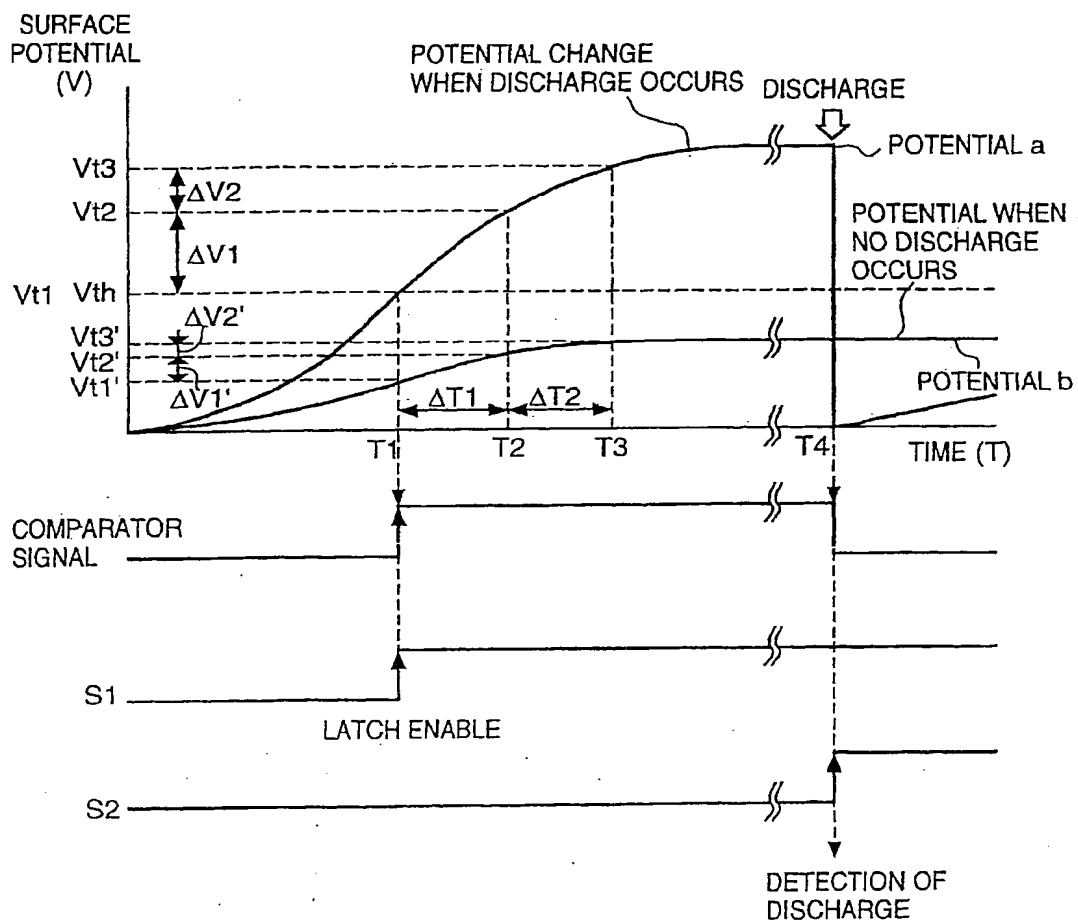 SURFACE
POTENTIAL
(V)
POTENTIAL CHANGE
WHEN DISCHARGE OCCURS
DISCHARGE
POTENTIAL a
Vt3
ΔV2
Vt2
ΔV1
POTENTIAL WHEN
NO DISCHARGE
OCCURS
Vt1 Vth
ΔV2'
Vt3'
Vt2'
Vt1'
ΔV1'
ΔT1
ΔT2
POTENTIAL b
T1
T2
T3
T4
TIME (T)
COMPARATOR
SIGNAL
S1
LATCH ENABLE
S2
DETECTION OF
DISCHARGE